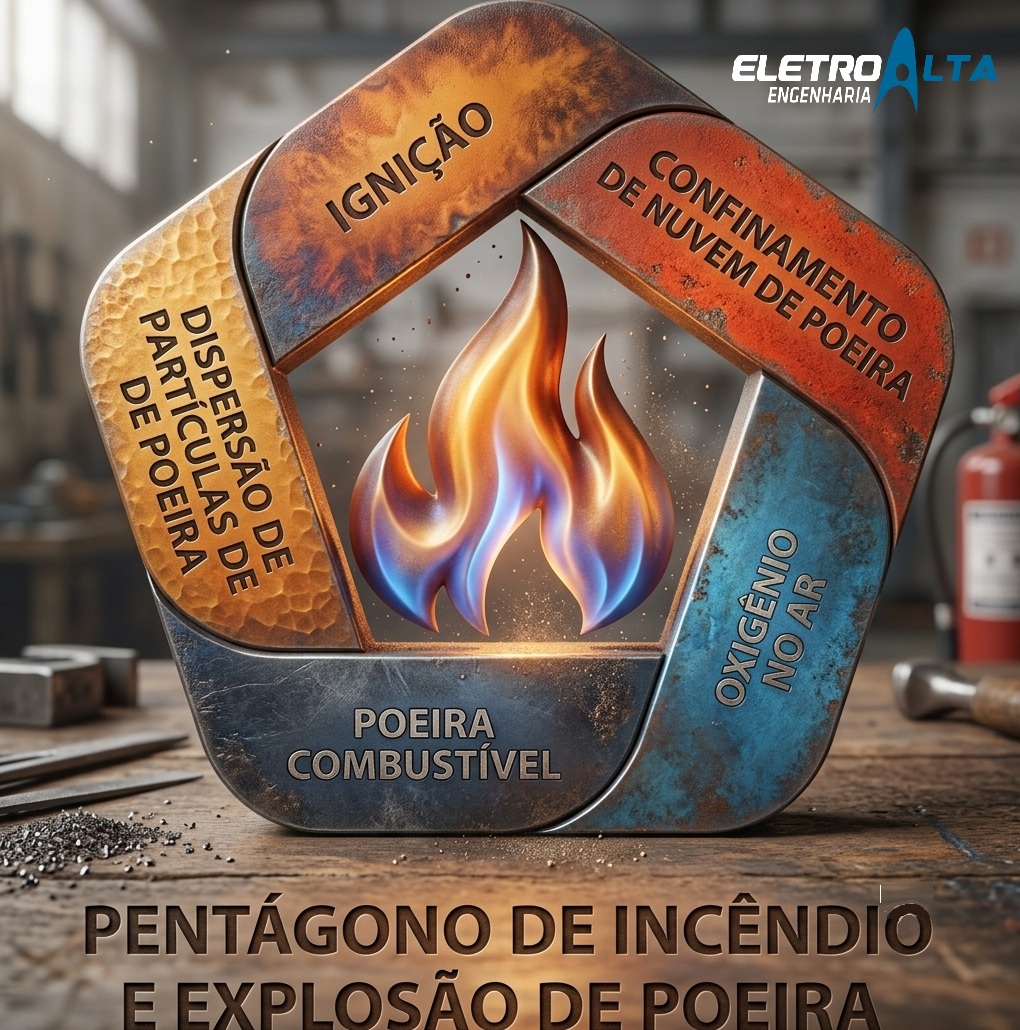 ELETROALTA
ENGENHARIA
IGNIÇÃO
CONFINAMENTO
DE NUVEM DE POEIRA
DISPERSÃO DE
PARTÍCULAS DE
DE POEIRA
OXIGÊNIO
NO AR
POEIRA
COMBUSTÍVEL
PENTÁGONO DE INCÊNDIO
E EXPLOSÃO DE POEIRA